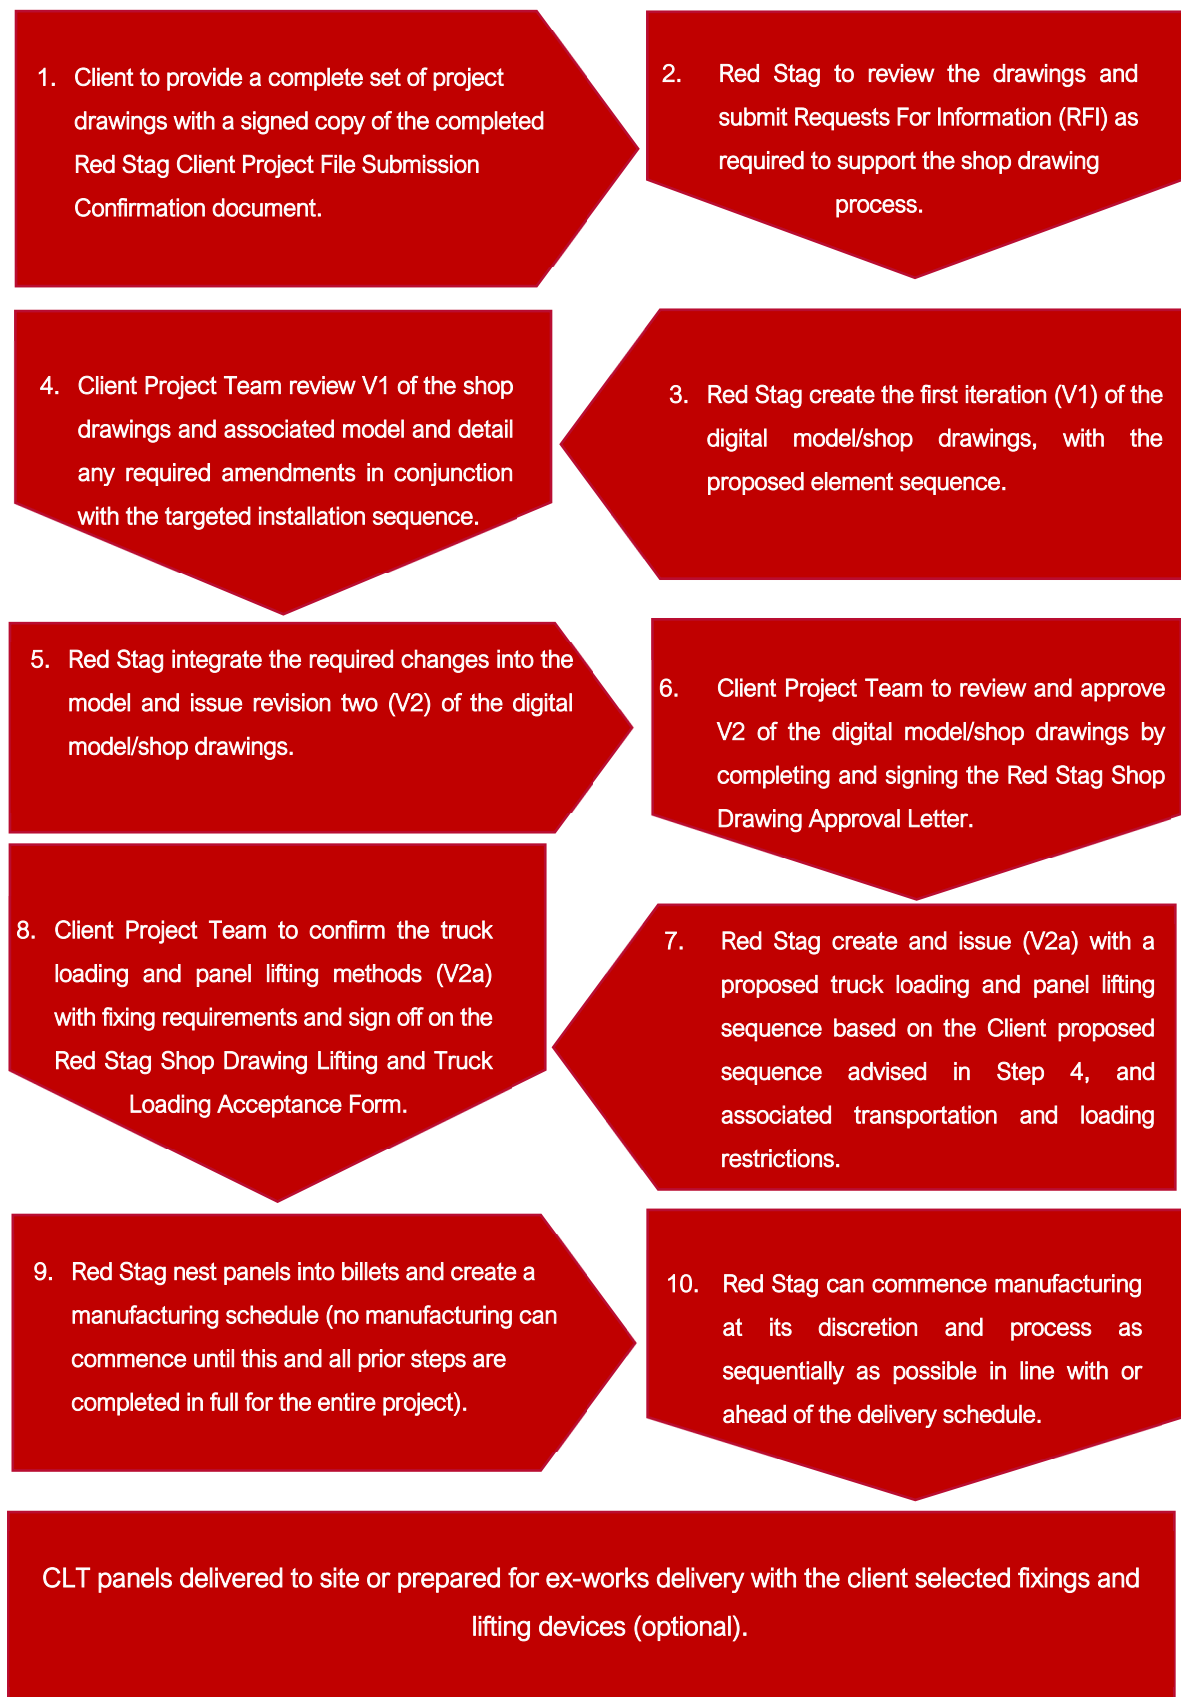 1. Client to provide a complete set of project
drawings with a signed copy of the completed
Red Stag Client Project File Submission
Confirmation document.
2. Red Stag to review the drawings and
submit Requests For Information (RFI) as
required to support the shop drawing
process.
3. Red Stag create the first iteration (V1) of the
digital model/shop drawings, with the
proposed element sequence.
4. Client Project Team review V1 of the shop
drawings and associated model and detail
any required amendments in conjunction
with the targeted installation sequence.
5. Red Stag integrate the required changes into the
model and issue revision two (V2) of the digital
model/shop drawings.
6. Client Project Team to review and approve
V2 of the digital model/shop drawings by
completing and signing the Red Stag Shop
Drawing Approval Letter.
7. Red Stag create and issue (V2a) with a
proposed truck loading and panel lifting
sequence based on the Client proposed
sequence advised in Step 4, and
associated transportation and loading
restrictions.
8. Client Project Team to confirm the truck
loading and panel lifting methods (V2a)
with fixing requirements and sign off on the
Red Stag Shop Drawing Lifting and Truck
Loading Acceptance Form.
9. Red Stag nest panels into billets and create a
manufacturing schedule (no manufacturing can
commence until this and all prior steps are
completed in full for the entire project).
10. Red Stag can commence manufacturing
at its discretion and process as
sequentially as possible in line with or
ahead of the delivery schedule.
CLT panels delivered to site or prepared for ex-works delivery with the client selected fixings and
lifting devices (optional).